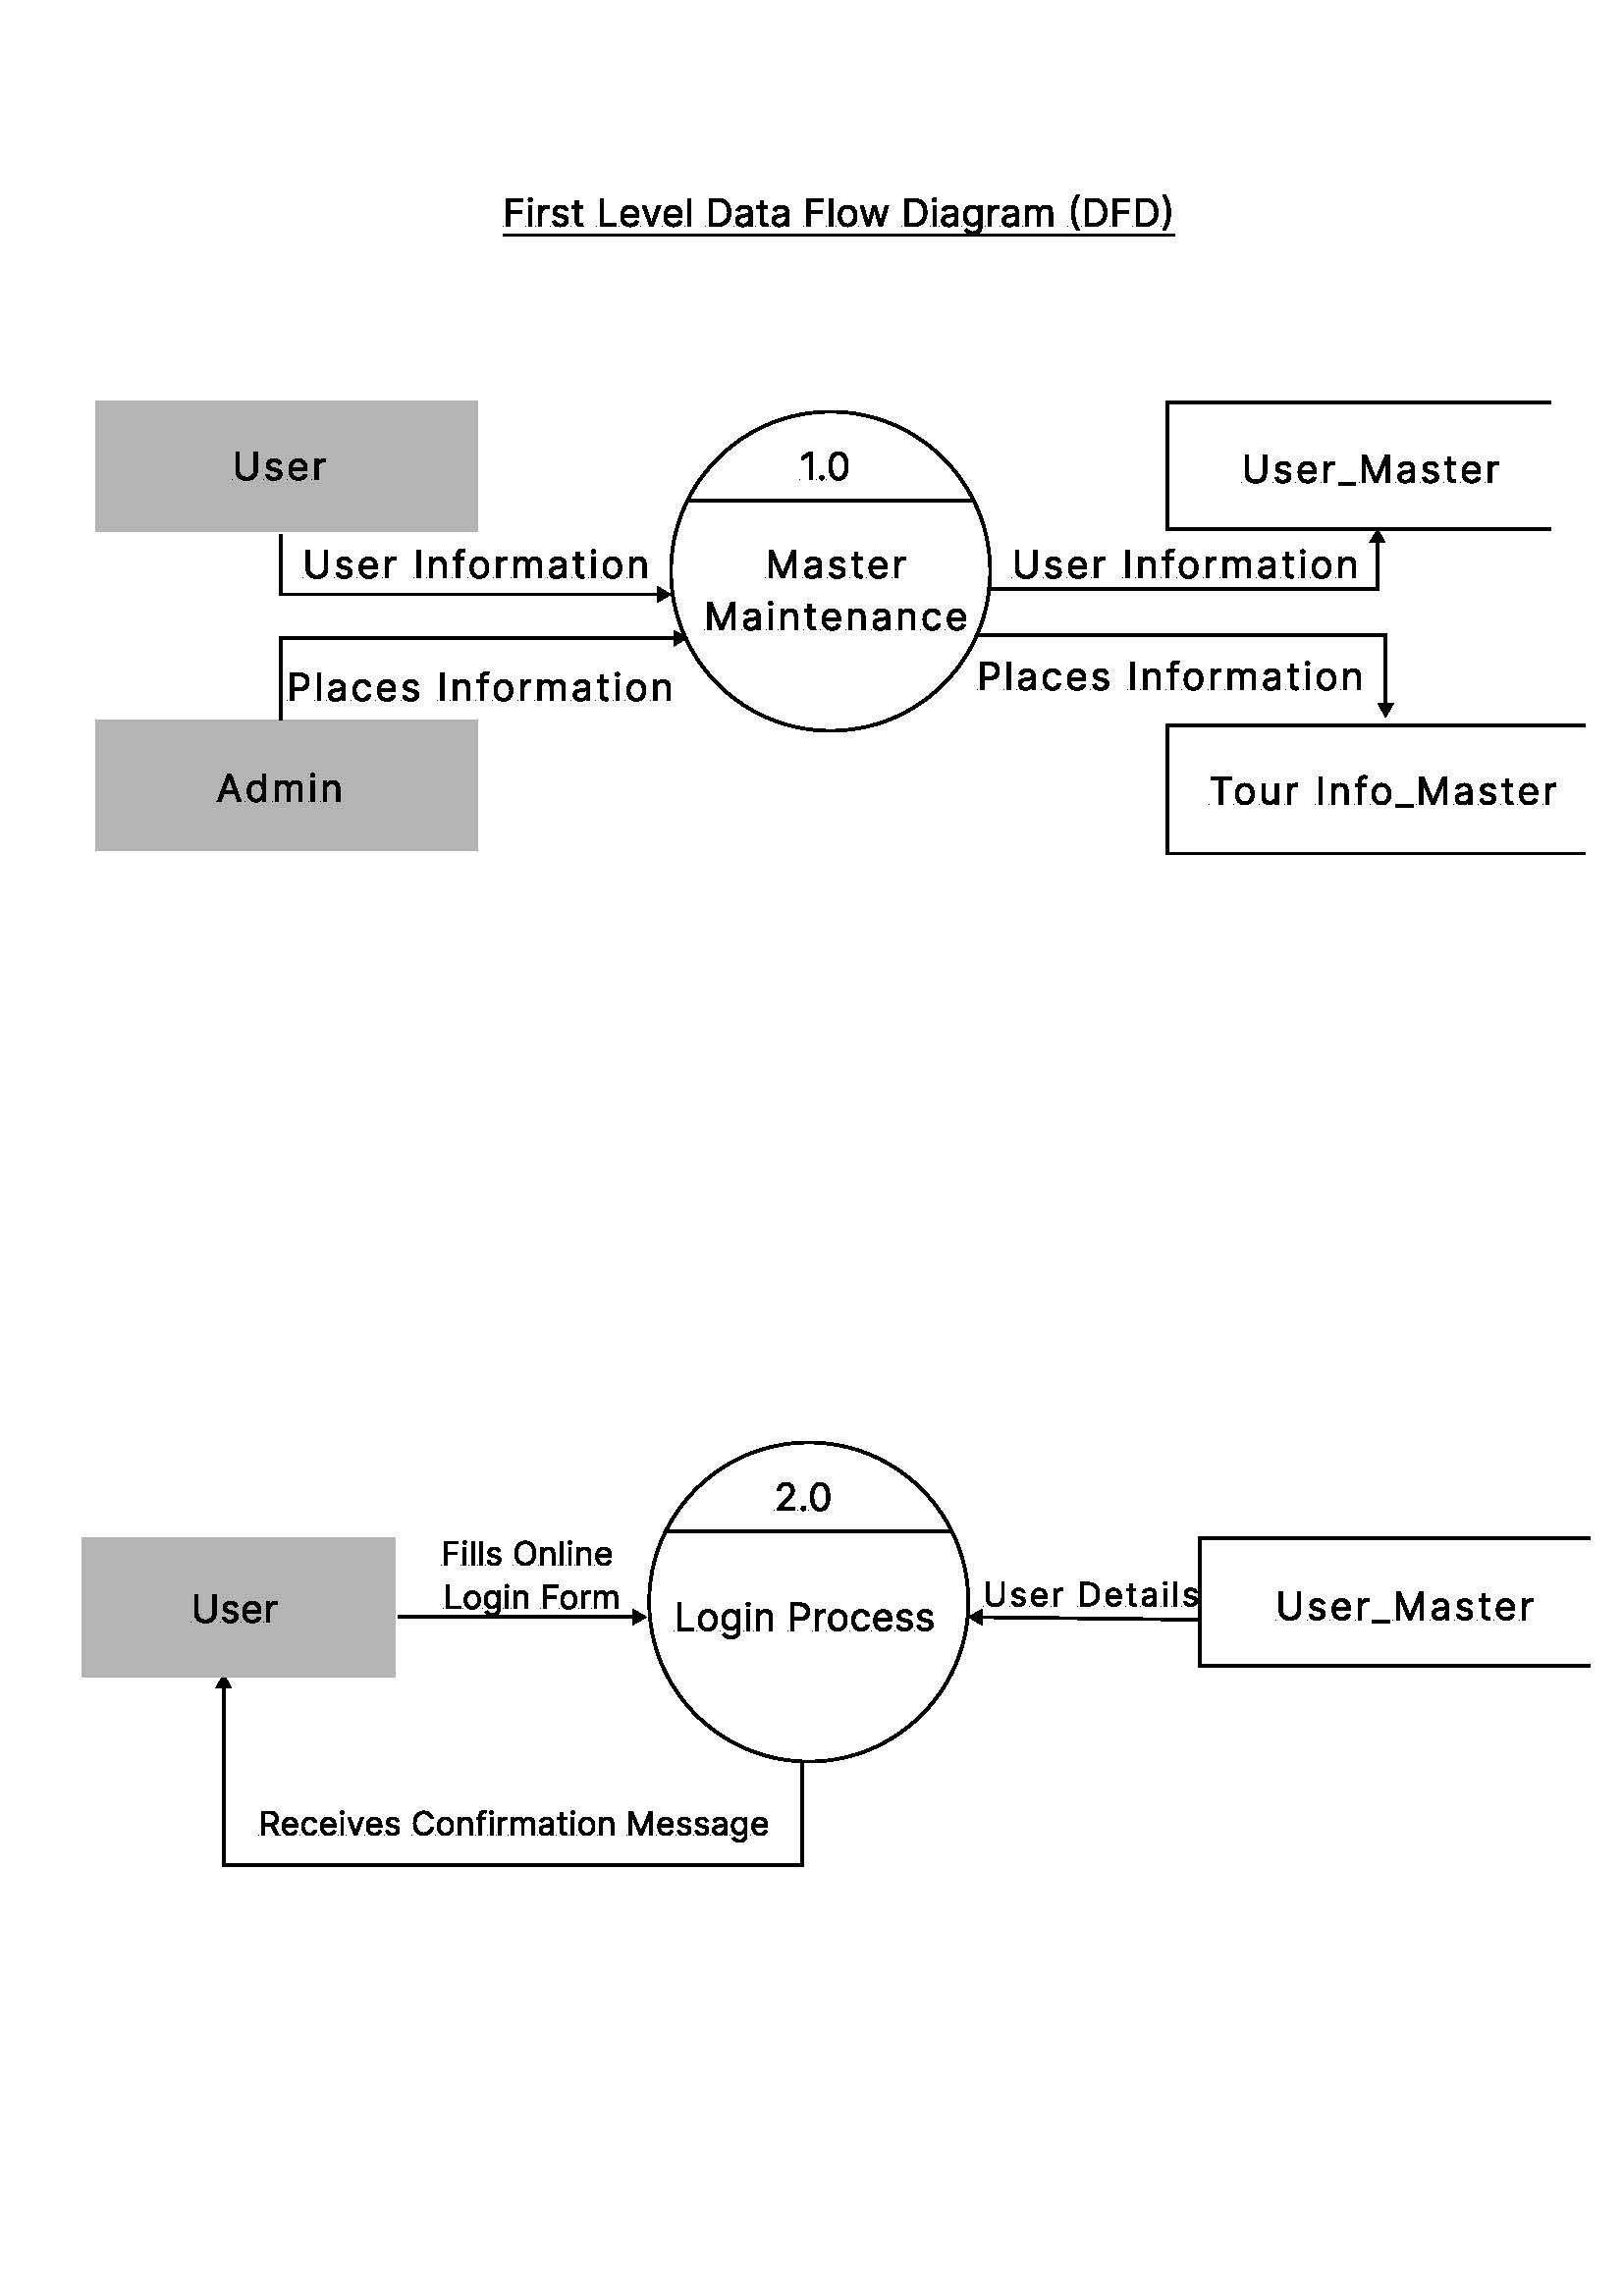 First Level Data Flow Diagram (DFD)
User
1.0
User_Master
User Information
Master
Maintenance
User Information
Places Information
Places Information
Admin
Tour Info_Master
2.0
Fills Online
Login Form
User
Login Process
User Details
User_Master
Receives Confirmation Message